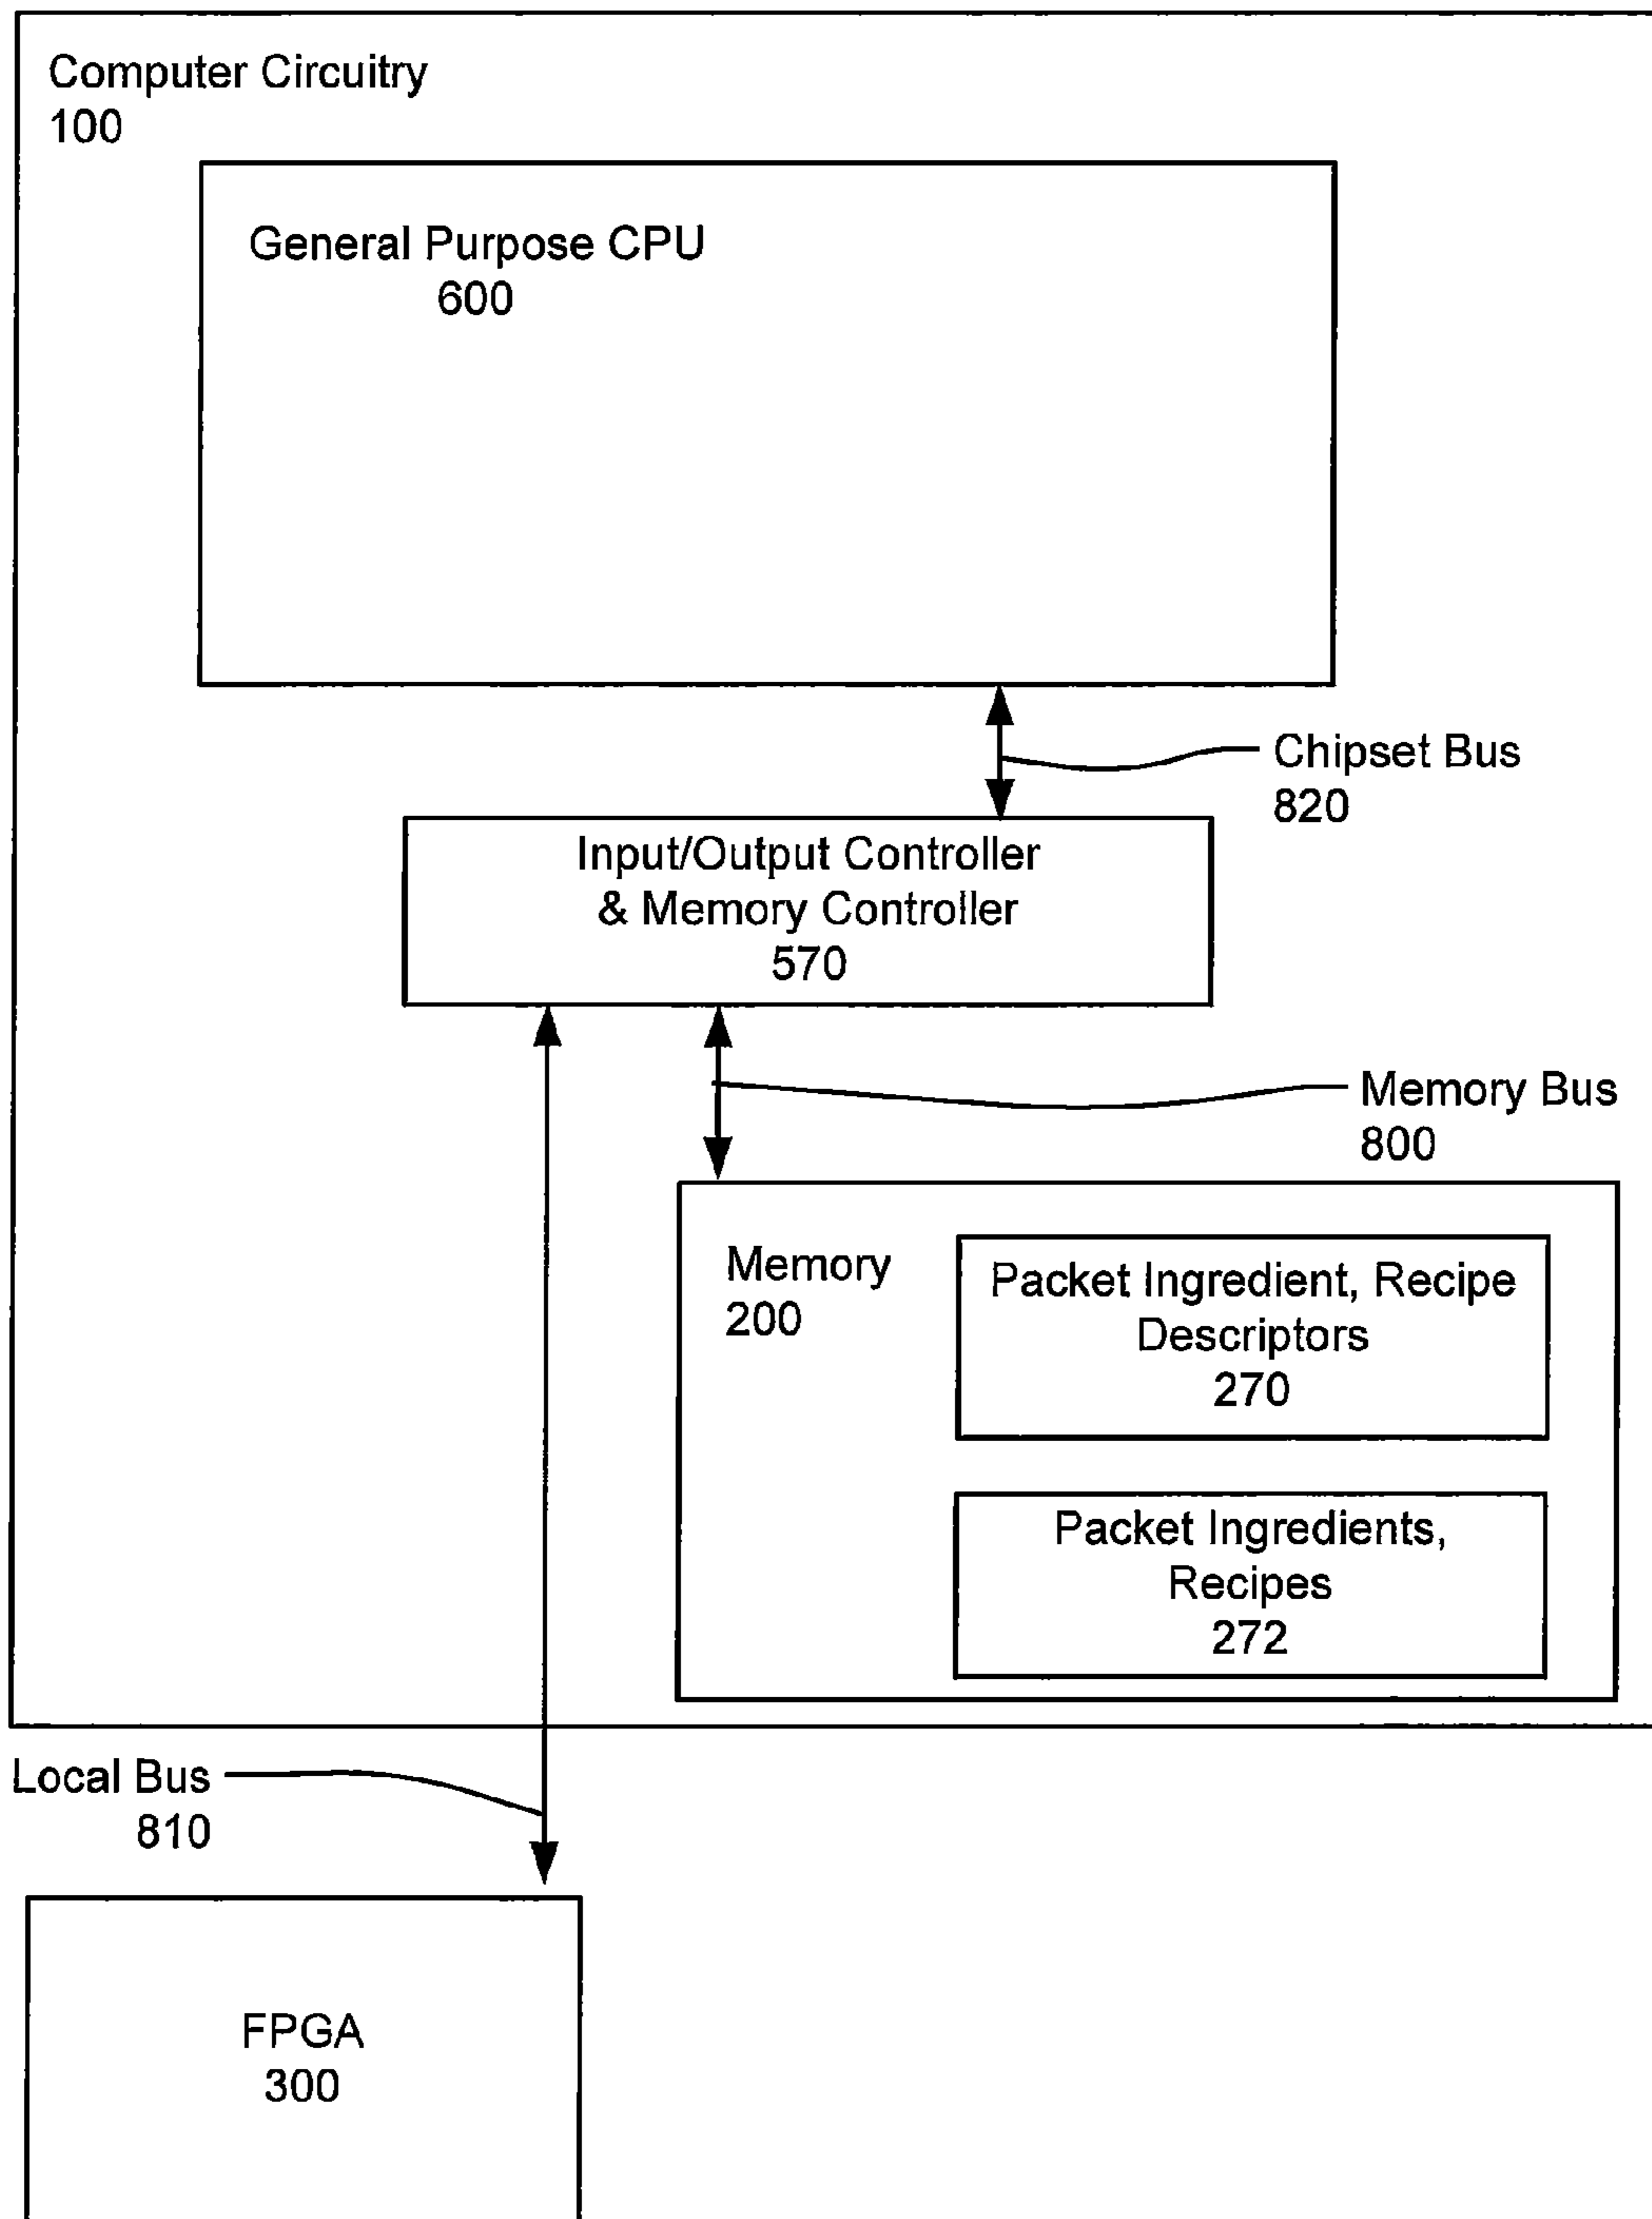 Computer Circuitry
100
General Purpose CPU
600
Chipset Bus
820
Input/Output Controller
& Memory Controller
570
Memory Bus
800
Memory
200
Packet Ingredient, Recipe
Descriptors
270
Packet Ingredients,
Recipes
272
Local Bus
810
FPGA
300